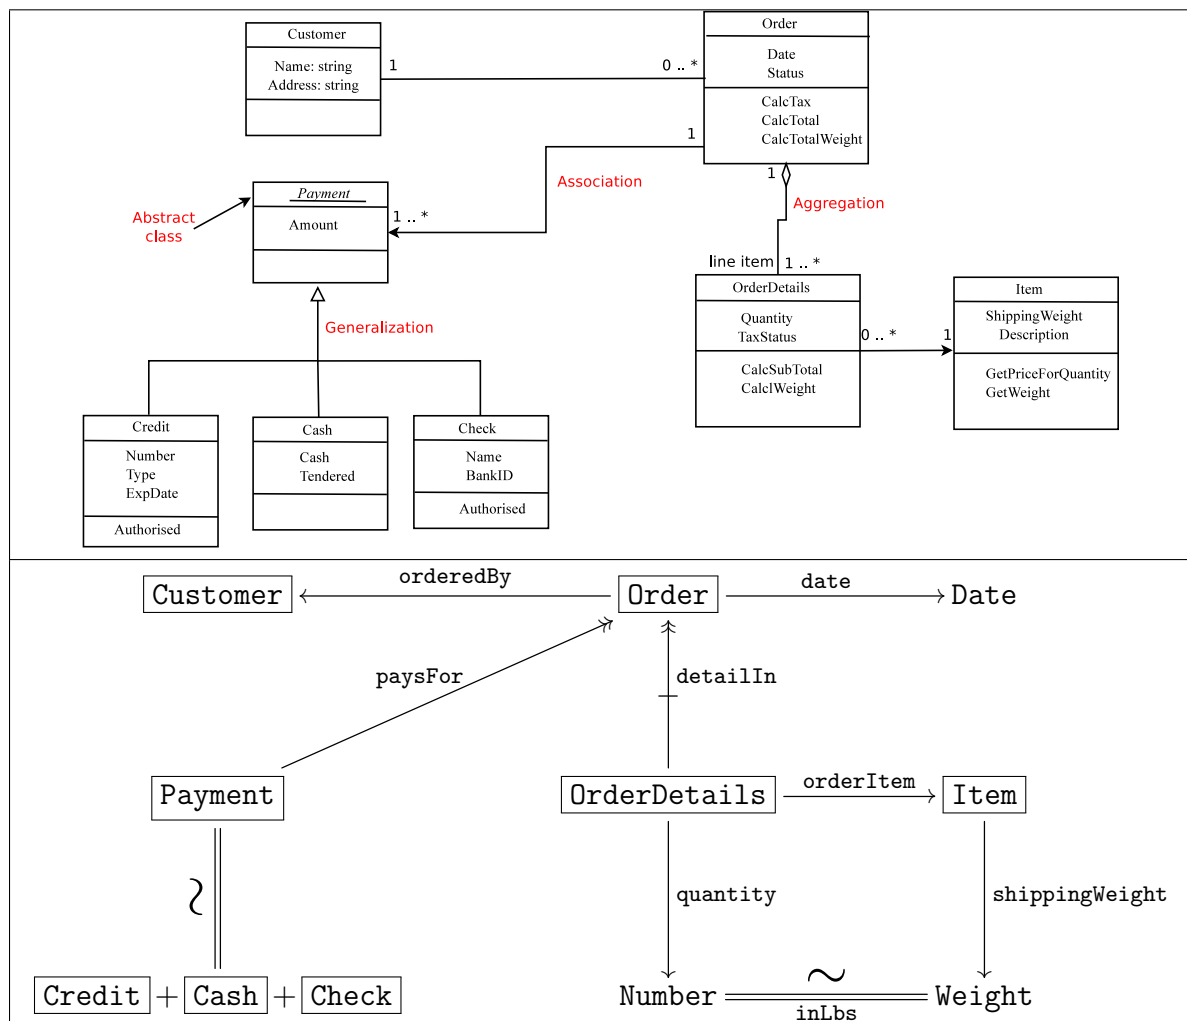 Customer
Name: string
Address: string
1
0 .. *
Order
Date
Status
CalcTax
CalcTotal
CalcTotalWeight
1
Association
1
Aggregation
Abstract
class
Payment
Amount
1 .. *
line item
1 .. *
Generalization
OrderDetails
Quantity
TaxStatus
CalcSubTotal
CalclWeight
0 .. *
1
Item
ShippingWeight
Description
GetPriceForQuantity
GetWeight
Credit
Number
Type
ExpDate
Authorised
Cash
Cash
Tendered
Check
Name
BankID
Authorised
Customer
orderedBy
Order
date
Date
paysFor
detailIn
Payment
OrderDetails
orderItem
Item
~
quantity
shippingWeight
Credit + Cash + Check
Number
~
inLbs
Weight